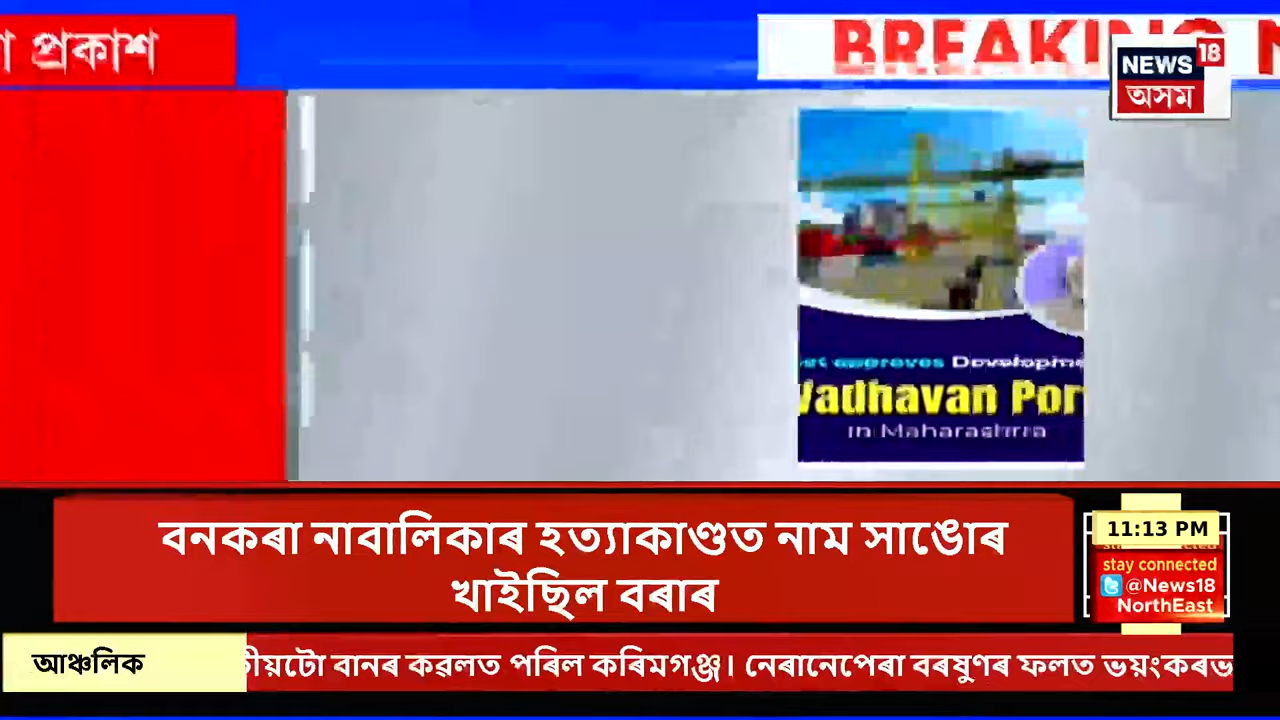 প্ৰকাশ
BREAKING
NEWS 18
অসম
approves Developm
Vadhavan Por
in Maharashtra
বনকৰা নাবালিকাৰ হত্যাকাণ্ডত নাম সাঙোৰ
খাইছিল বৰাৰ
11:13 PM
stay connected
@News18
NorthEast
আঞ্চলিক
তীয়টো বানৰ কৱলত পৰিল কৰিমগঞ্জ। নেৰানেপেৰা বৰষুণৰ ফলত ভয়ংকৰভ